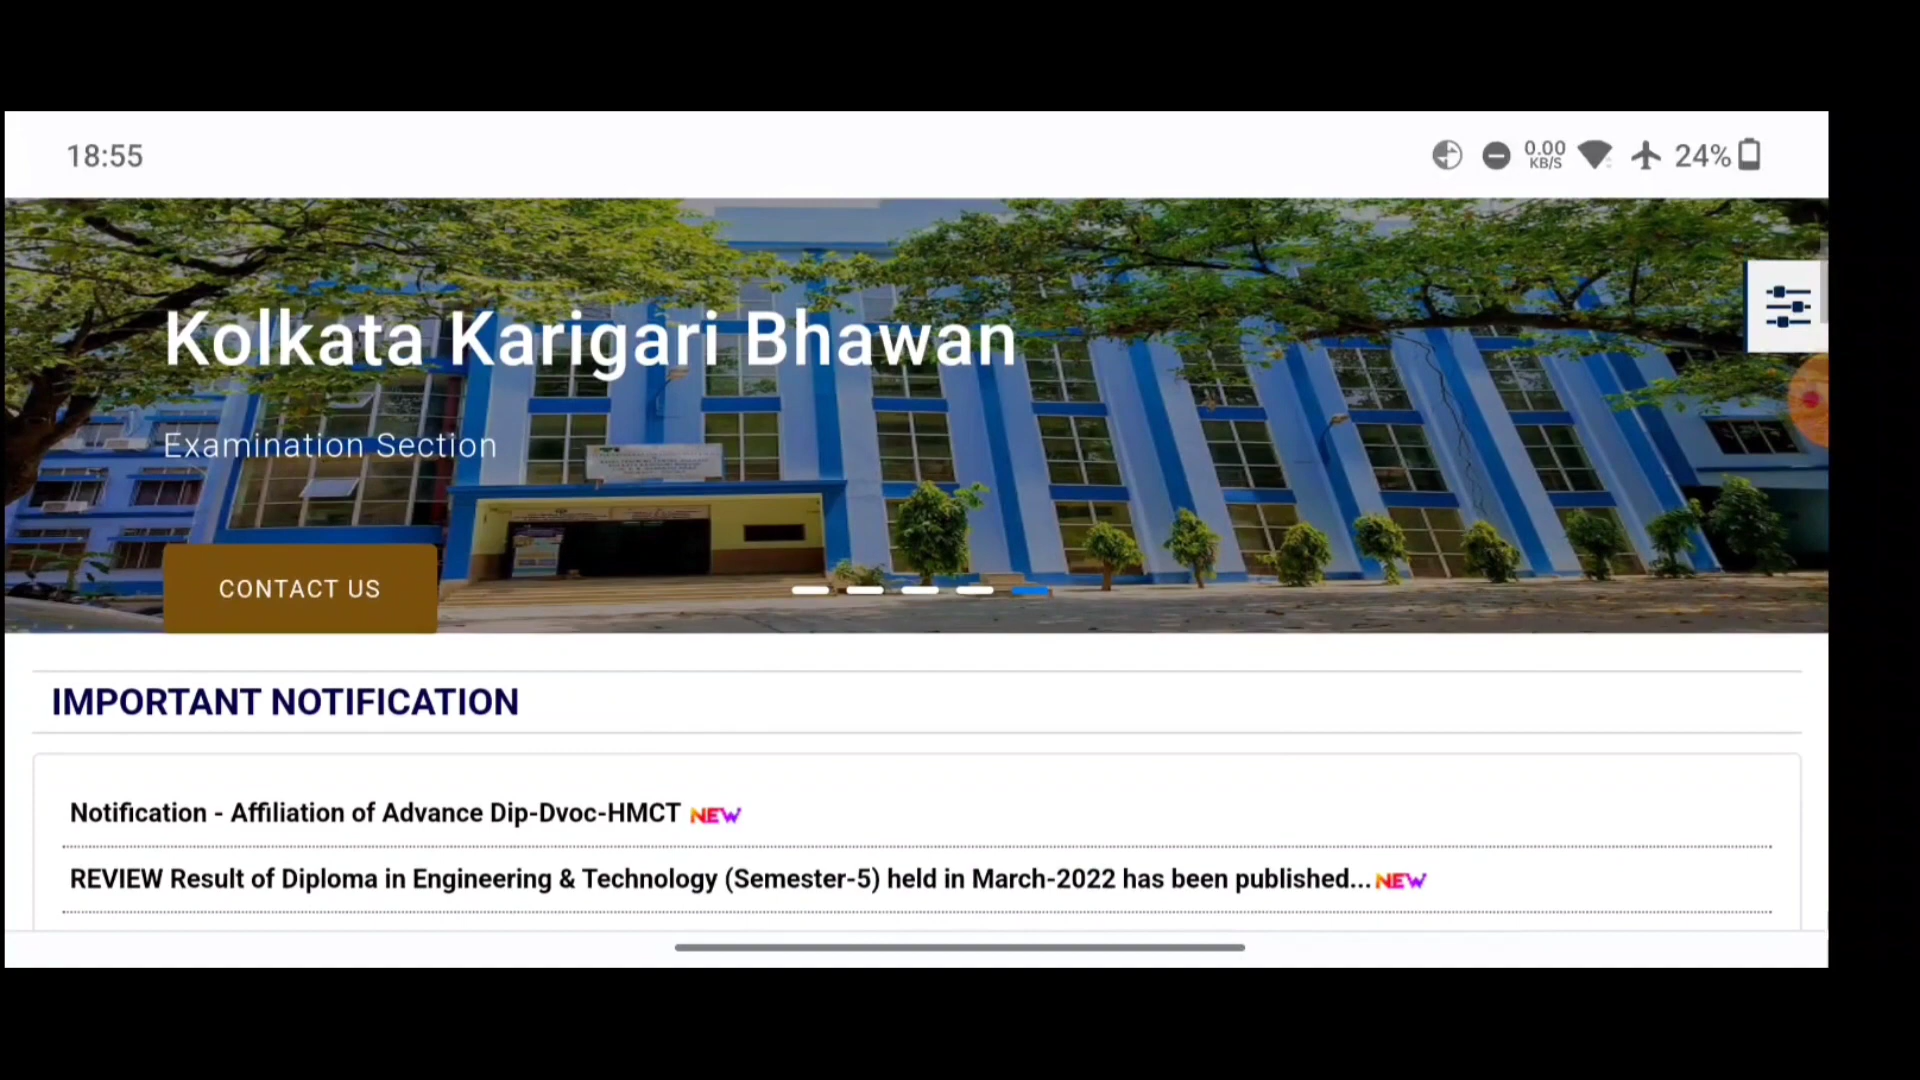 18:55
0.00
KB/S
24%
Kolkata Karigari Bhawan
Examination Section
CONTACT US
IMPORTANT NOTIFICATION
Notification - Affiliation of Advance Dip-Dvoc-HMCT NEW
REVIEW Result of Diploma in Engineering & Technology (Semester-5) held in March-2022 has been published... NEW